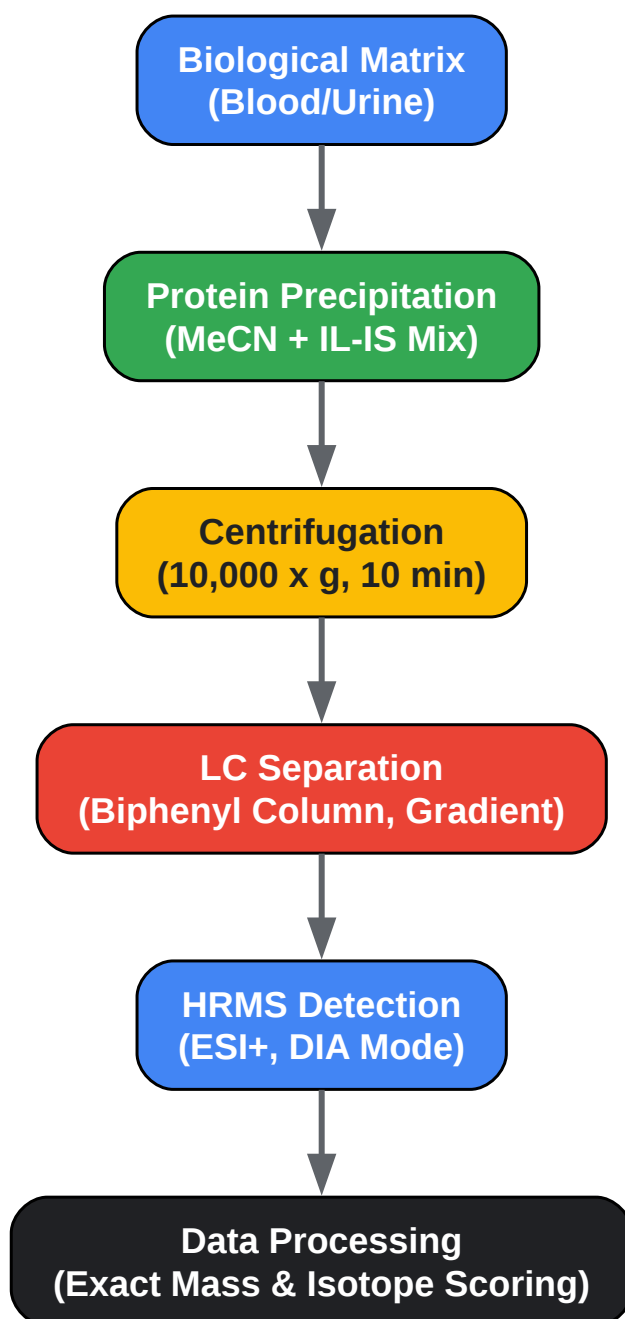 Biological Matrix
(Blood/Urine)
Protein Precipitation
(MeCN + IL-IS Mix)
Centrifugation
(10,000 x g, 10 min)
LC Separation
(Biphenyl Column, Gradient)
HRMS Detection
(ESI+, DIA Mode)
Data Processing
(Exact Mass & Isotope Scoring)